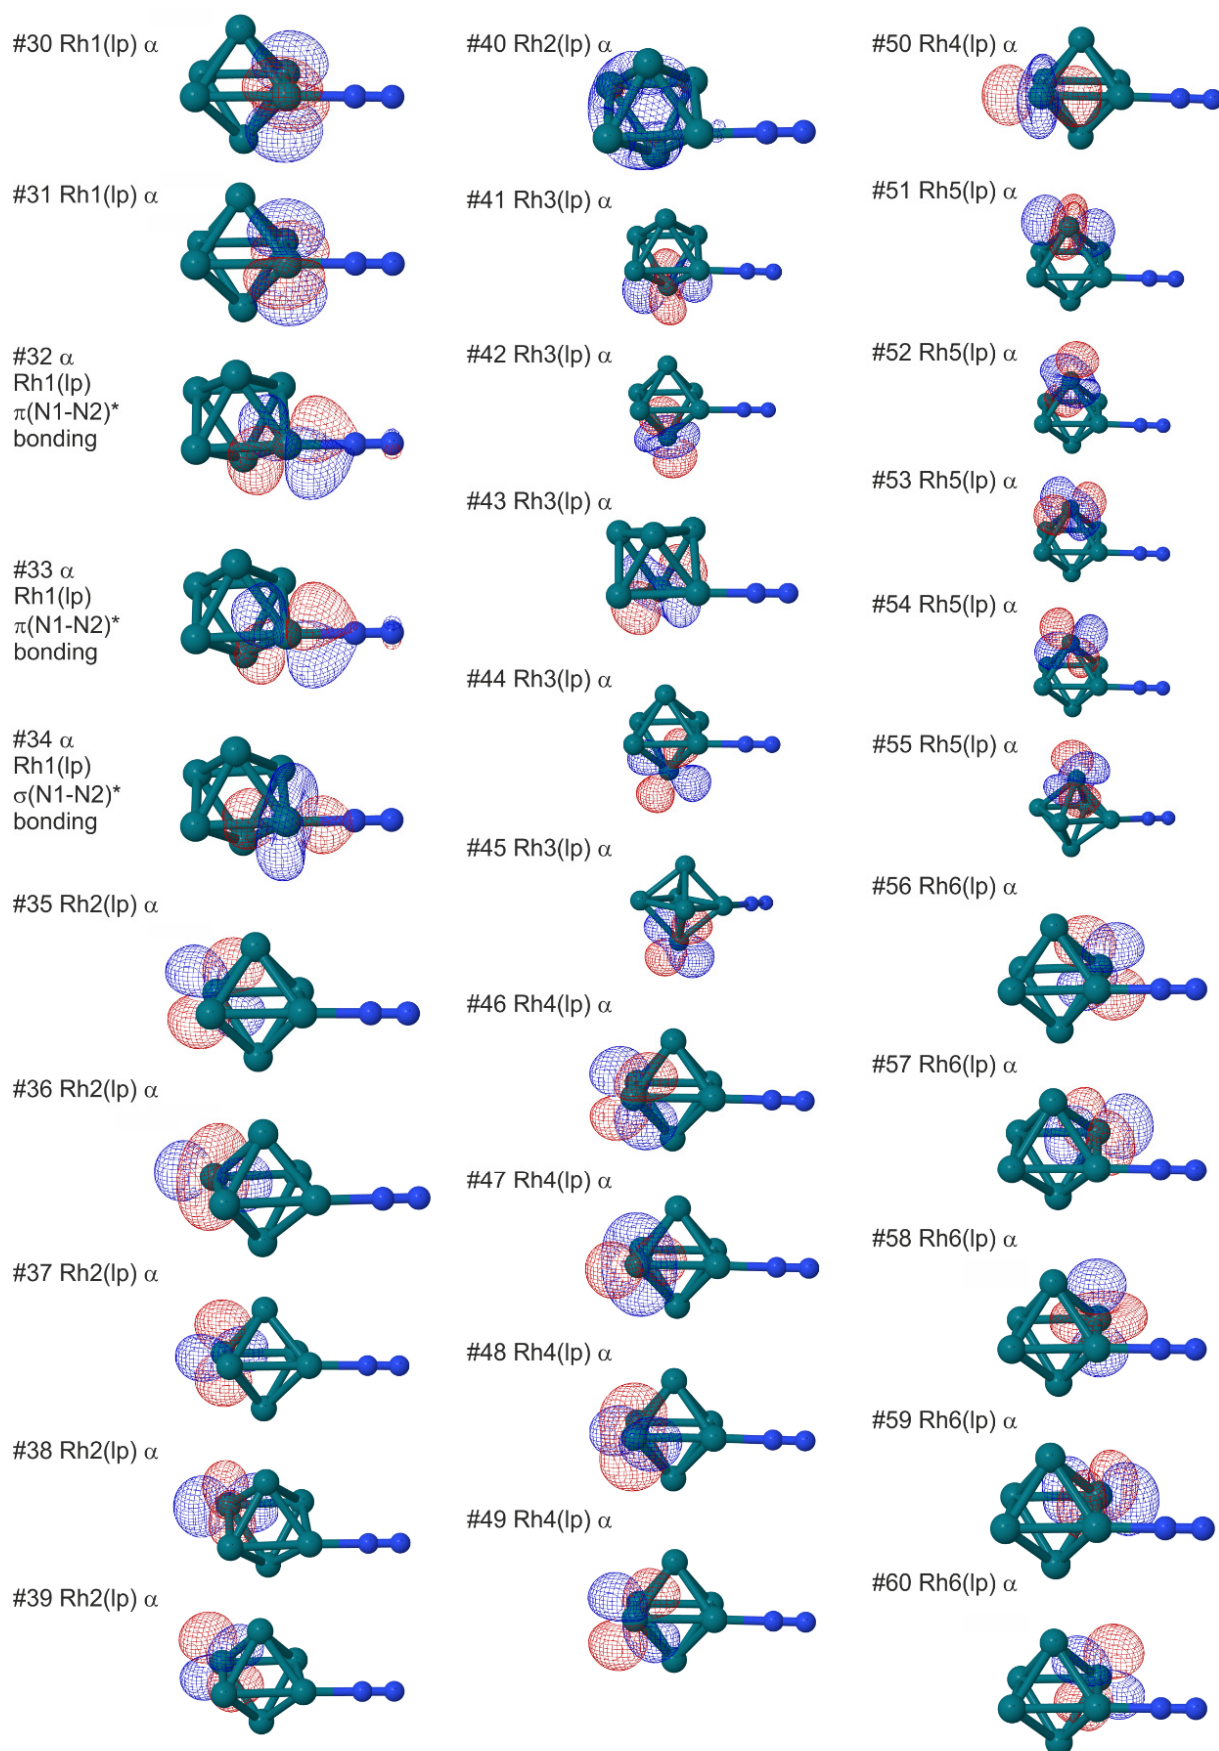 #30 Rh1(lp) α
#31 Rh1(lp) α
#32 α
Rh1(lp)
π(N1-N2)*
bonding
#33 α
Rh1(lp)
π(N1-N2)*
bonding
#34 α
Rh1(lp)
σ(N1-N2)*
bonding
#35 Rh2(lp) α
#36 Rh2(lp) α
#37 Rh2(lp) α
#38 Rh2(lp) α
#39 Rh2(lp) α
#40 Rh2(lp) α
#41 Rh3(lp) α
#42 Rh3(lp) α
#43 Rh3(lp) α
#44 Rh3(lp) α
#45 Rh3(lp) α
#46 Rh4(lp) α
#47 Rh4(lp) α
#48 Rh4(lp) α
#49 Rh4(lp) α
#50 Rh4(lp) α
#51 Rh5(lp) α
#52 Rh5(lp) α
#53 Rh5(lp) α
#54 Rh5(lp) α
#55 Rh5(lp) α
#56 Rh6(lp) α
#57 Rh6(lp) α
#58 Rh6(lp) α
#59 Rh6(lp) α
#60 Rh6(lp) α